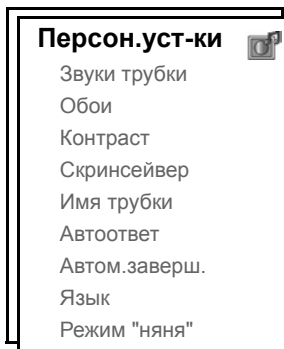 Персон.уст-ки
Звуки трубки
Обои
Контраст
Скринсейвер
Имя трубки
Автоответ
Автом.заверш.
Язык
Режим "няня"